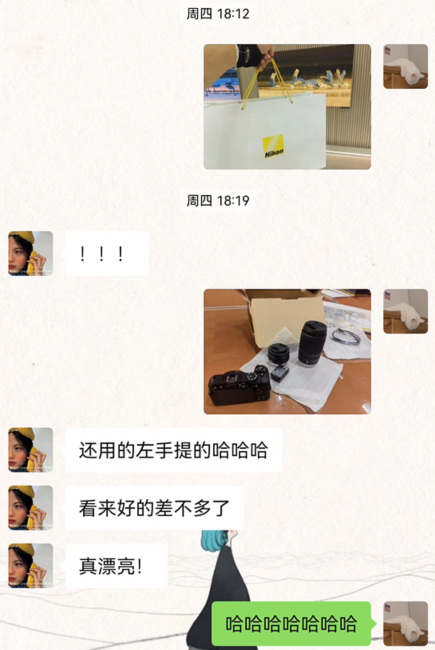 周四 18:12
Nikon
周四 18:19
！！！
还用的左手提的哈哈哈
看来好的差不多了
真漂亮！
哈哈哈哈哈哈哈